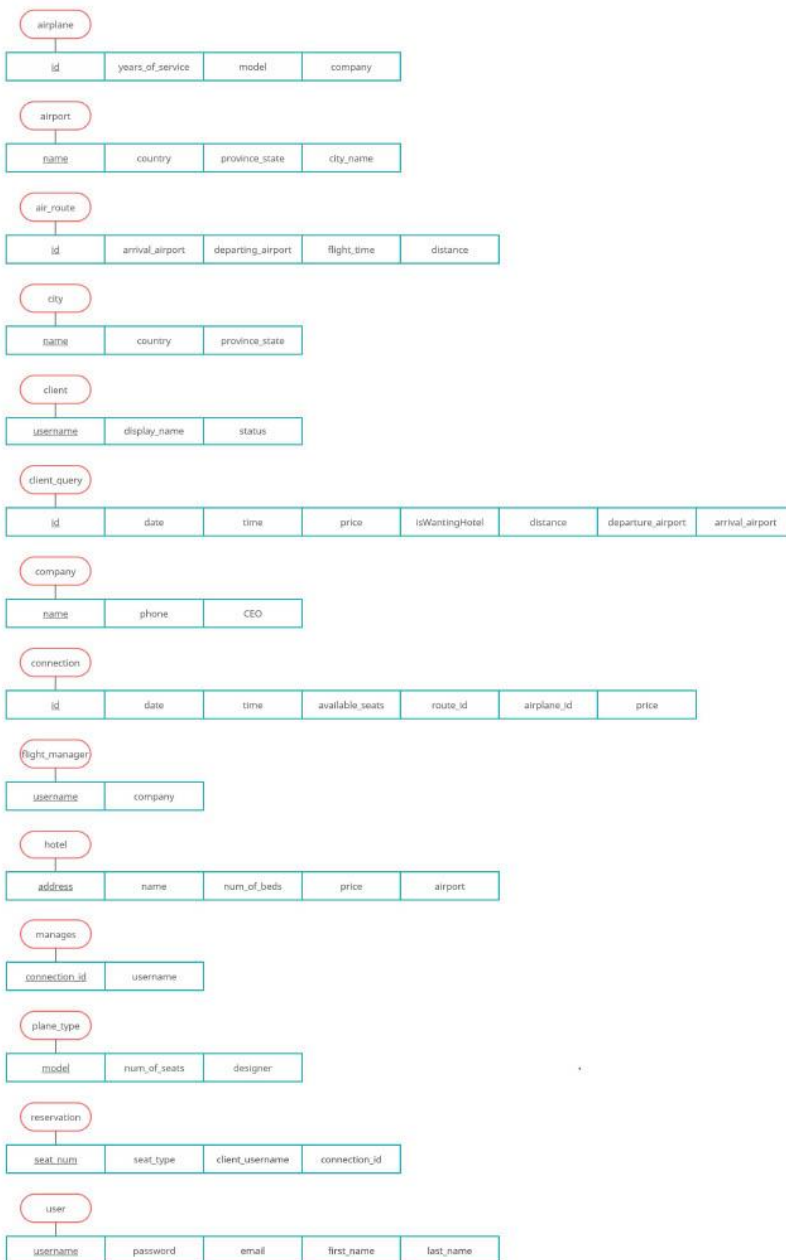 airplane
id years_of_service model company
airport
name country province_state city_name
air_route
id arrival_airport departing_airport flight_time distance
city
name country province_state
client
username display_name status
client_query
id date time price isWantingHotel distance departure_airport arrival_airport
company
name phone CEO
connection
id date time available_seats route_id airplane_id price
flight_manager
username company
hotel
address name num_of_beds price airport
manages
connection_id username
plane_type
model num_of_seats designer
reservation
seat_num seat_type client_username connection_id
user
username password email first_name last_name